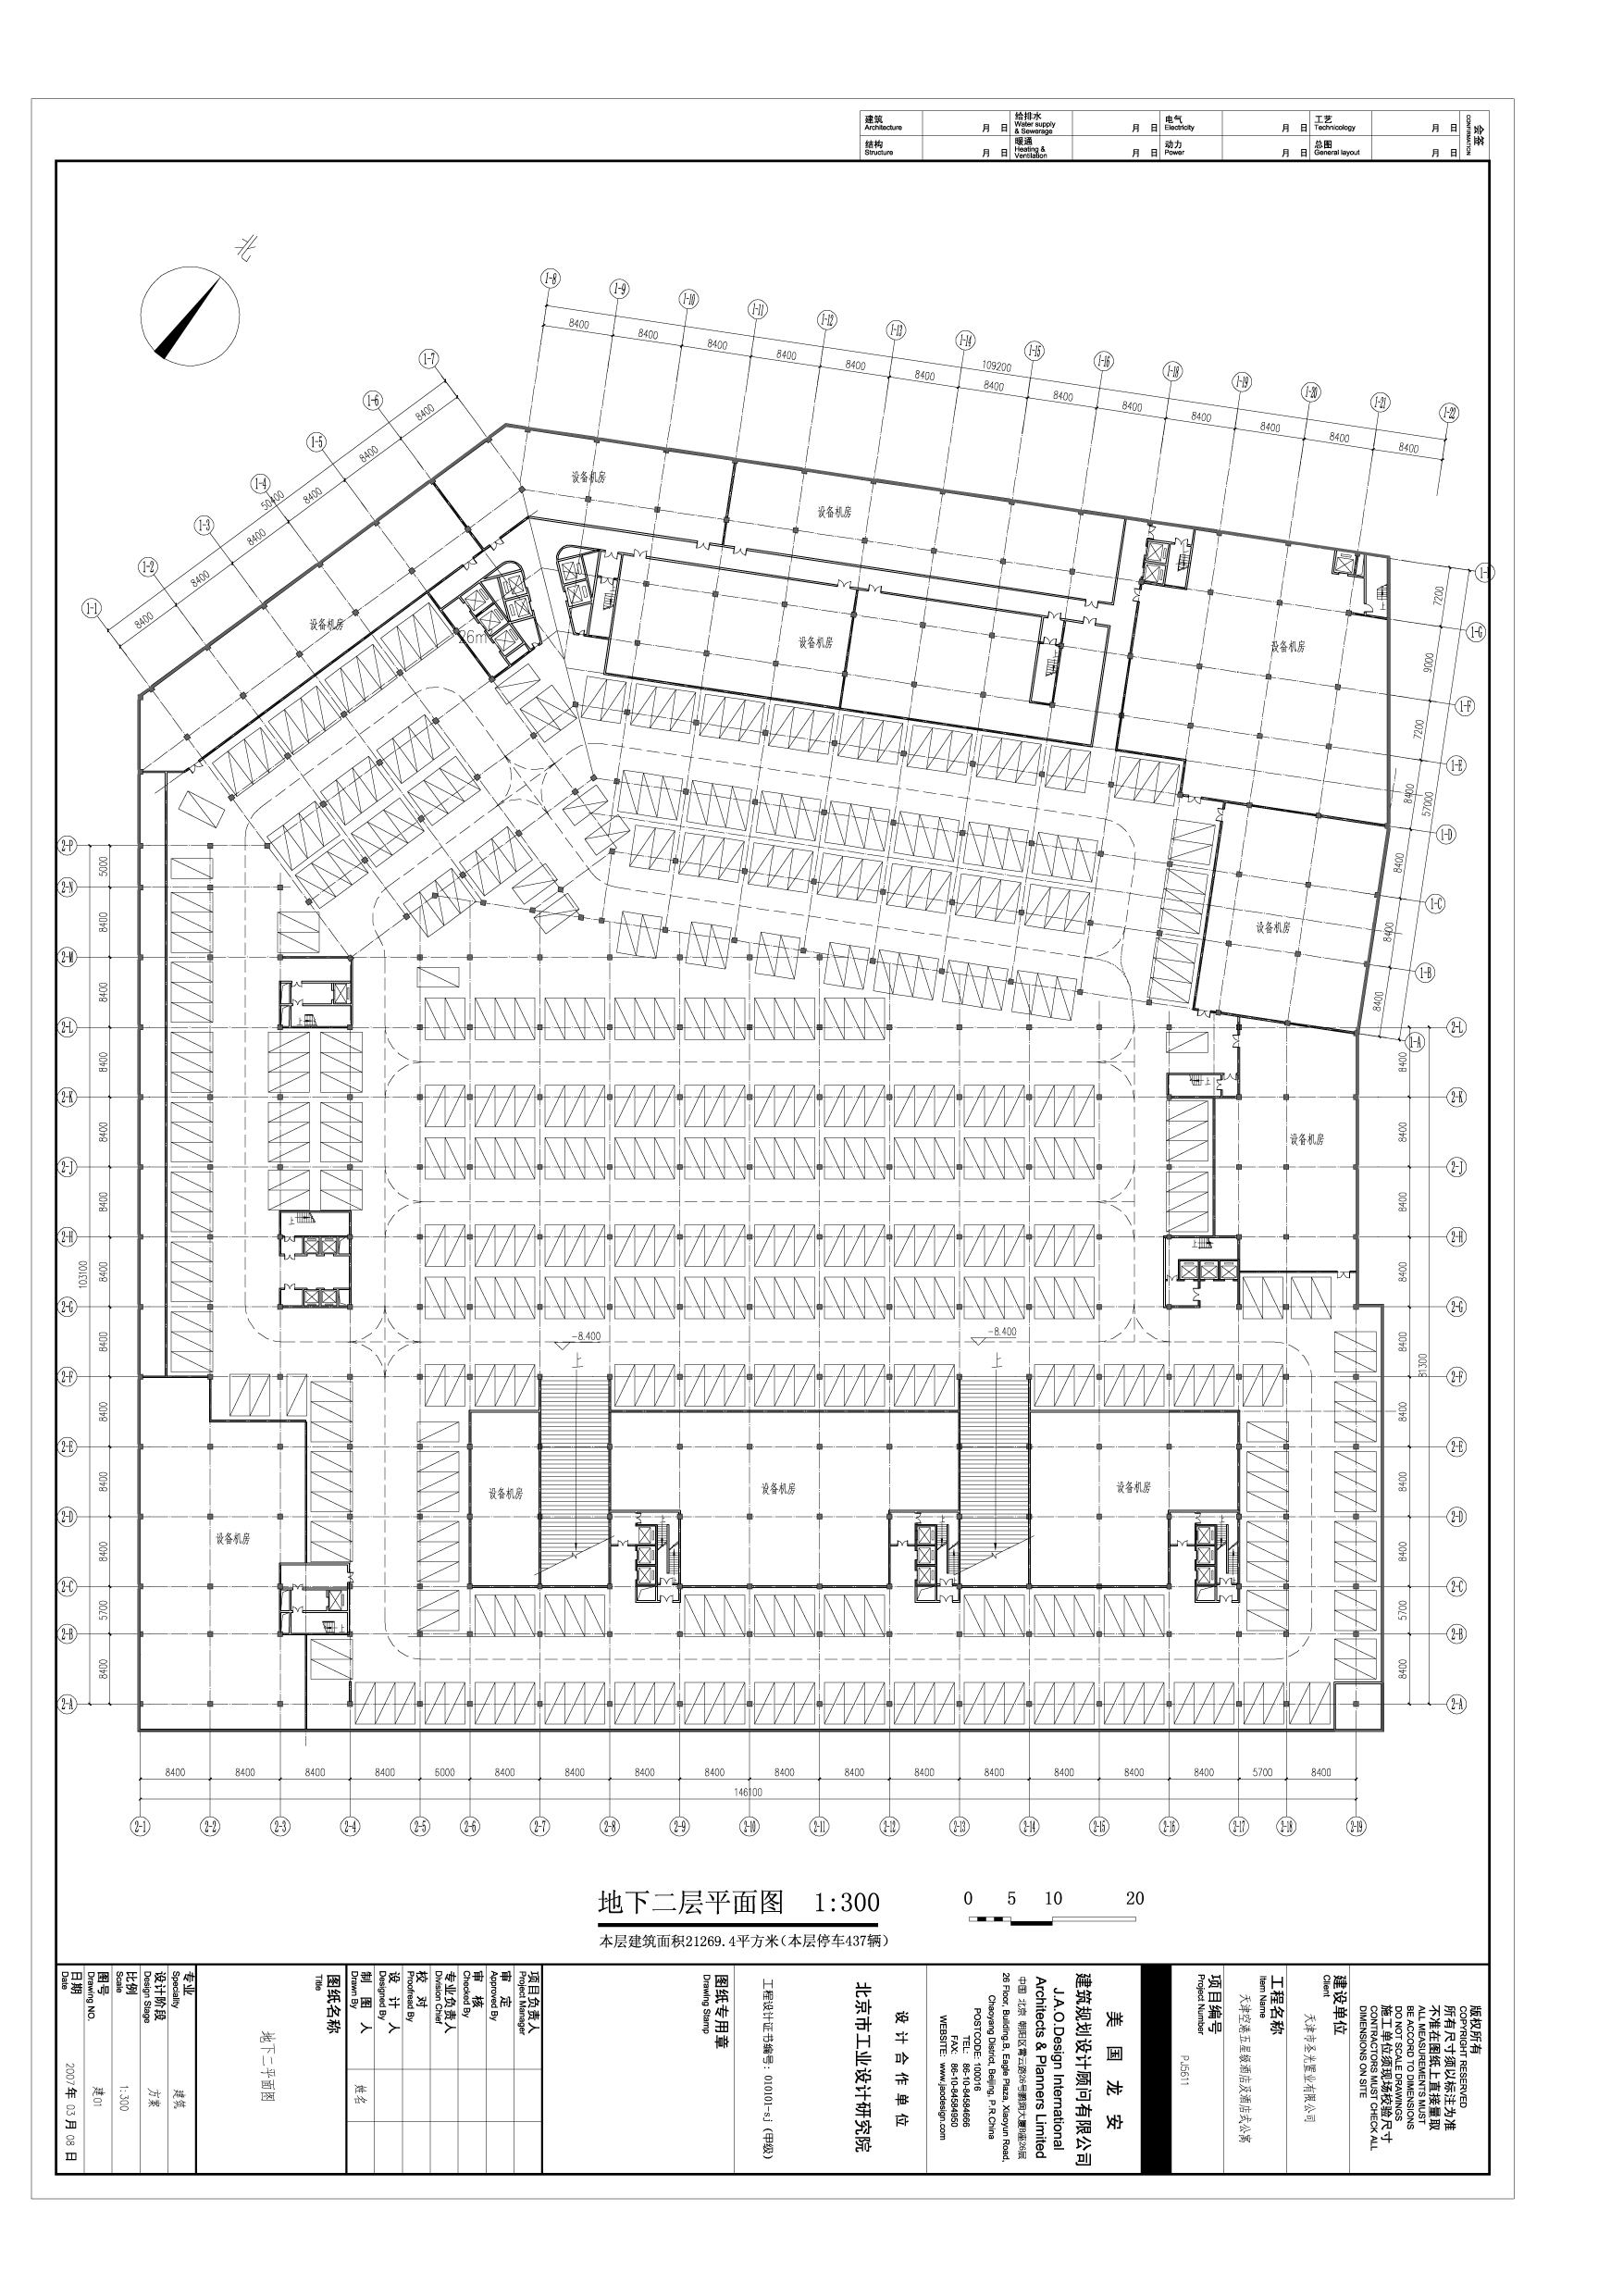 建筑
Architecture
月 日
给排水
Water supply
& Sewerage
月 日
电气
Electricity
月 日
工艺
Technicology
月 日
会签
CONFIRMATION
结构
Structure
月 日
暖通
Heating &
Ventilation
月 日
动力
Power
月 日
总图
General layout
月 日
北
1-8
1-9
1-10
1-11
1-12
1-13
1-14
1-15
1-16
1-18
1-19
1-20
1-21
1-22
8400 8400 8400 8400 8400 8400 8400 8400 8400 8400 8400 8400 8400
109200
1-7
1-6
1-5
1-4
1-3
1-2
1-1
8400 8400 8400 8400 8400 8400
50400
设备机房
设备机房
设备机房
设备机房
设备机房
设备机房
设备机房
26m
1-G
1-F
1-E
1-D
1-C
1-B
1-A
7200
9000
7200
8400
57000
8400
8400
8400
2-P
2-N
2-M
2-L
2-K
2-J
2-H
2-G
2-F
2-E
2-D
2-C
2-B
2-A
5000
8400
8400
8400
8400
8400
8400
8400
8400
8400
8400
5700
8400
103100
2-L
2-K
2-J
2-H
2-G
2-F
2-E
2-D
2-C
2-B
2-A
8400
8400
8400
8400
8400
8400
8400
8400
5700
8400
81300
-8.400
-8.400
上
上
设备机房
设备机房
设备机房
设备机房
8400 8400 8400 8400 6000 8400 8400 8400 8400 8400 8400 8400 8400 8400 8400 8400 5700 8400
146100
2-1 2-2 2-3 2-4 2-5 2-6 2-7 2-8 2-9 2-10 2-11 2-12 2-13 2-14 2-15 2-16 2-17 2-18 2-19
地下二层平面图 1:300
0 5 10 20
本层建筑面积21269.4平方米(本层停车437辆)
版权所有
COPYRIGHT RESERVED
所有尺寸须以标注为准
不准在图纸上直接量取
ALL MEASUREMENTS MUST
BE ACCORD TO DIMENSIONS
DO NOT SCALE DRAWINGS
施工单位须现场校验尺寸
CONTRACTORS MUST CHECK ALL
DIMENSIONS ON SITE
建设单位
Client
天津市圣光置业有限公司
工程名称
Item Name
天津空港五星级酒店及酒店式公寓
项目编号
Project Number
PJ5611
美国龙安
建筑规划设计顾问有限公司
J.A.O.Design International
Architects & Planners Limited
中国 北京 朝阳区霄云路26号鹏润大厦B座26层
26 Floor, Building.B, Eagle Plaza, Xiaoyun Road,
Chaoyang District, Beijing, P.R.China
POSTCODE: 100016
TEL: 86-10-84584666
FAX: 86-10-84584950
WEBSITE: www.jaodesign.com
设计合作单位
北京市工业设计研究院
工程设计证书编号: 010101-sj (甲级)
图纸专用章
Drawing Stamp
项目负责人
Project Manager
审定
Approved By
审核
Checked By
专业负责人
Division Chief
校对
Proofread By
设计人
Designed By
制图人
Drawn By
姓名
图纸名称
Title
地下二平面图
专业
Speciality
建筑
设计阶段
Design Stage
方案
比例
Scale
1:300
图号
Drawing NO.
建01
日期
Date
2007 年 03 月 08 日